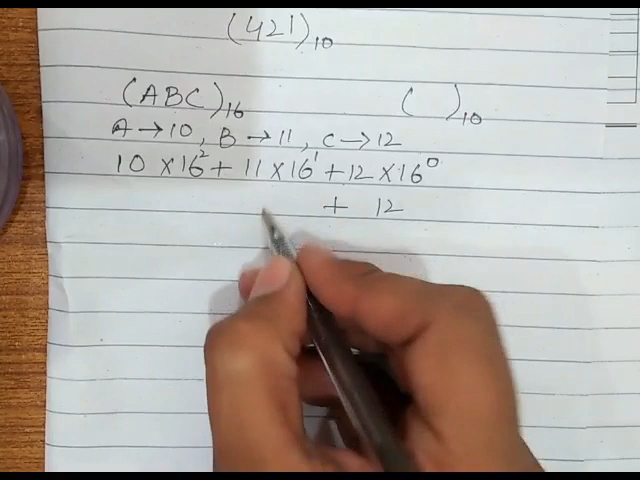 (421)₁₀
(ABC)₁₆ ( )₁₀
A → 10, B → 11, C → 12
10 × 16² + 11 × 16¹ + 12 × 16⁰
+ 12